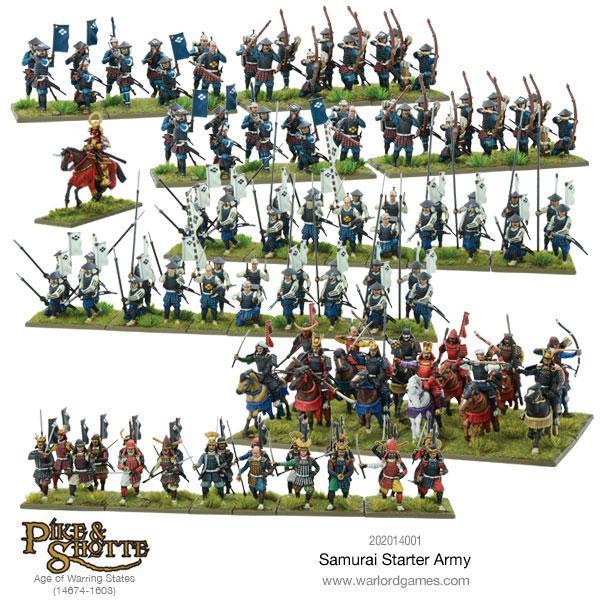 PIKE & SHOTTE
Age of Warring States
(14674-1603)
202014001
Samurai Starter Army
www.warlordgames.com